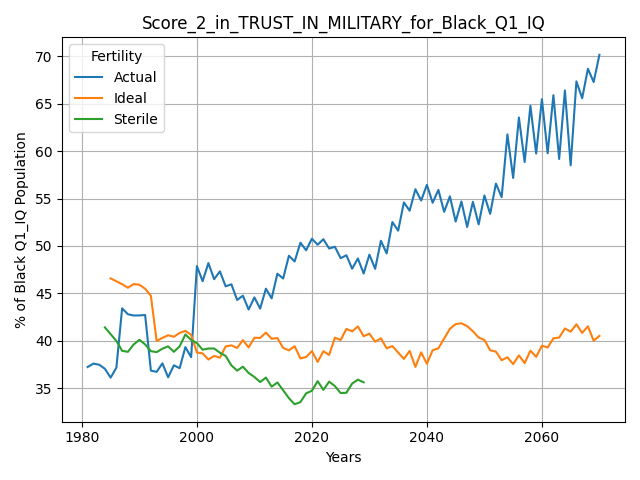 Score_2_in_TRUST_IN_MILITARY_for_Black_Q1_IQ
Fertility
Actual
Ideal
Sterile
% of Black Q1_IQ Population
70
65
60
55
50
45
40
35
1980
2000
2020
2040
2060
Years